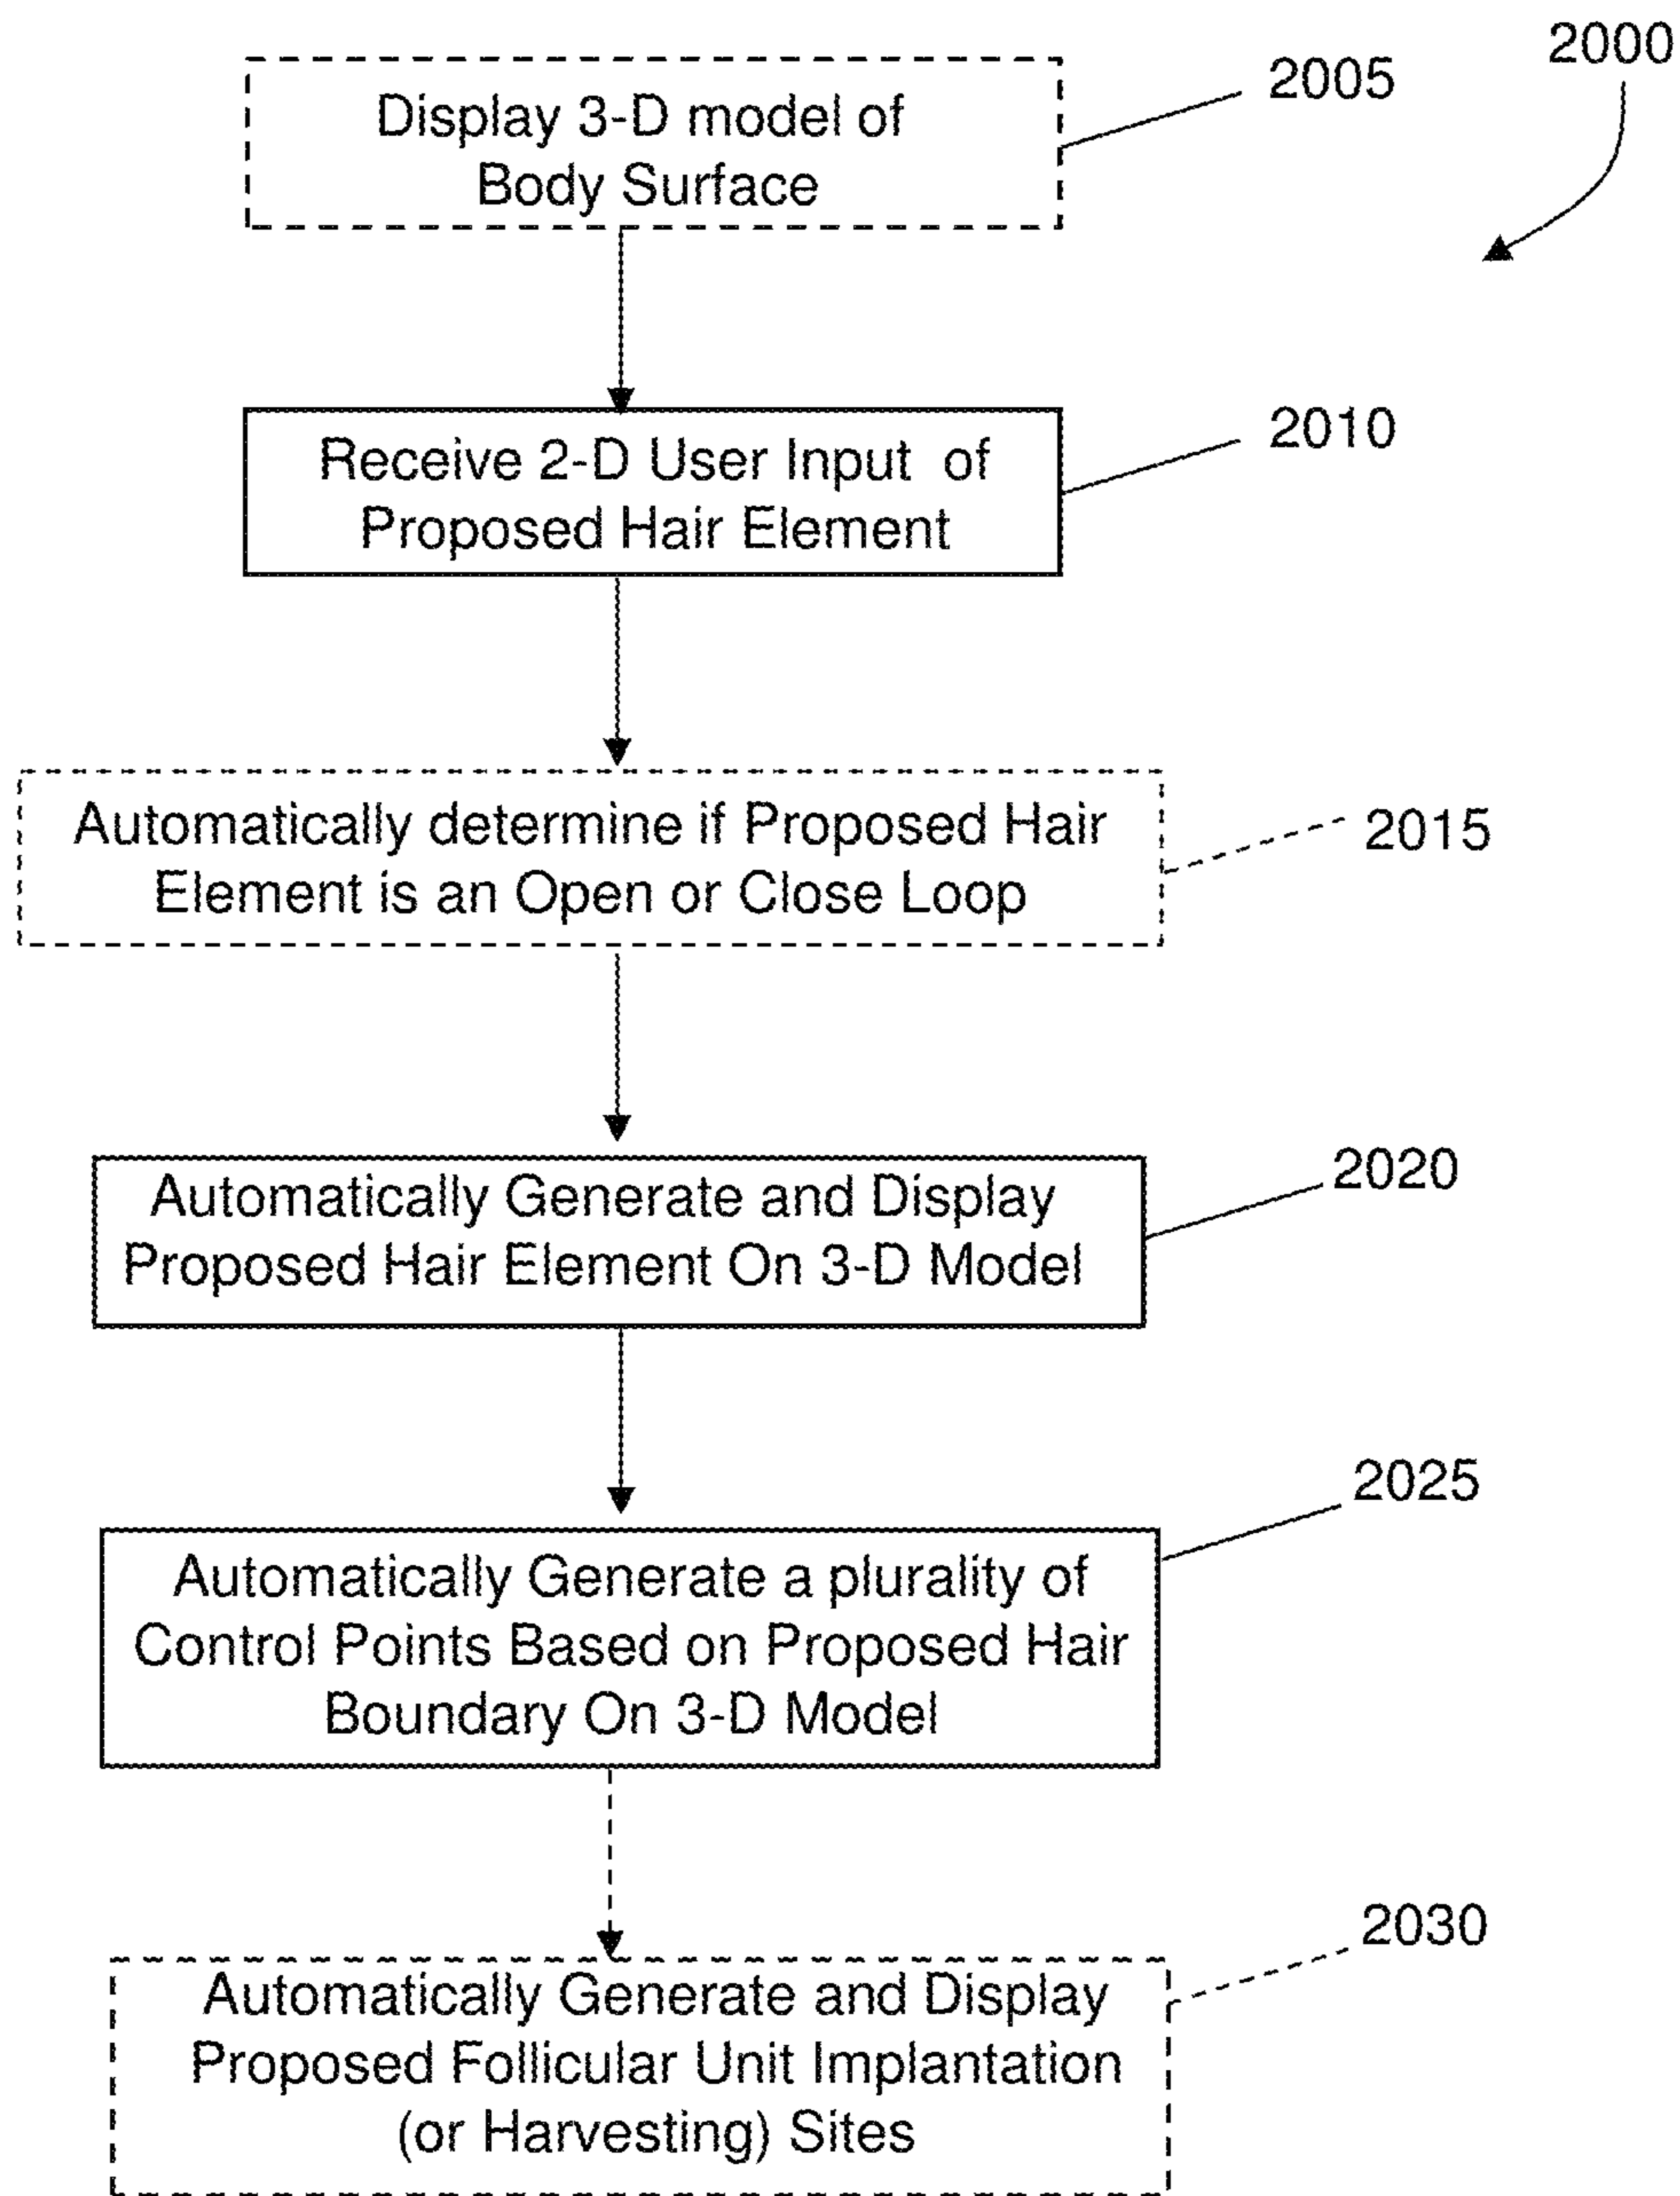 2000
Display 3-D model of
Body Surface
2005
Receive 2-D User Input of
Proposed Hair Element
2010
Automatically determine if Proposed Hair
Element is an Open or Close Loop
2015
Automatically Generate and Display
Proposed Hair Element On 3-D Model
2020
Automatically Generate a plurality of
Control Points Based on Proposed Hair
Boundary On 3-D Model
2025
Automatically Generate and Display
Proposed Follicular Unit Implantation
(or Harvesting) Sites
2030